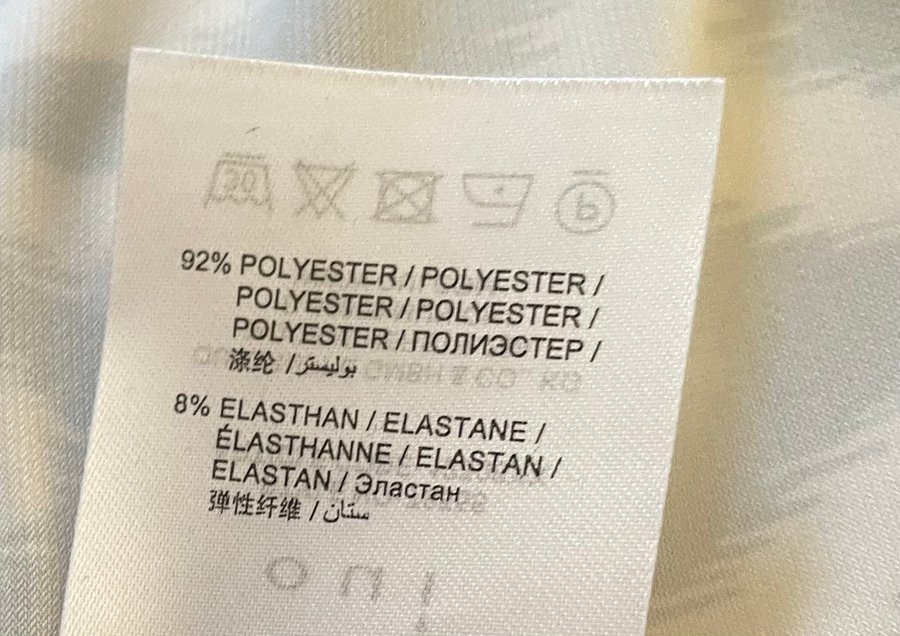 92% POLYESTER / POLYESTER /
POLYESTER / POLYESTER /
POLYESTER / ПОЛИЭСТЕР /
涤纶 / بوليستر
8% ELASTHAN / ELASTANE /
ÉLASTHANNE / ELASTAN /
ELASTAN / Эластан
弹性纤维 / ستان